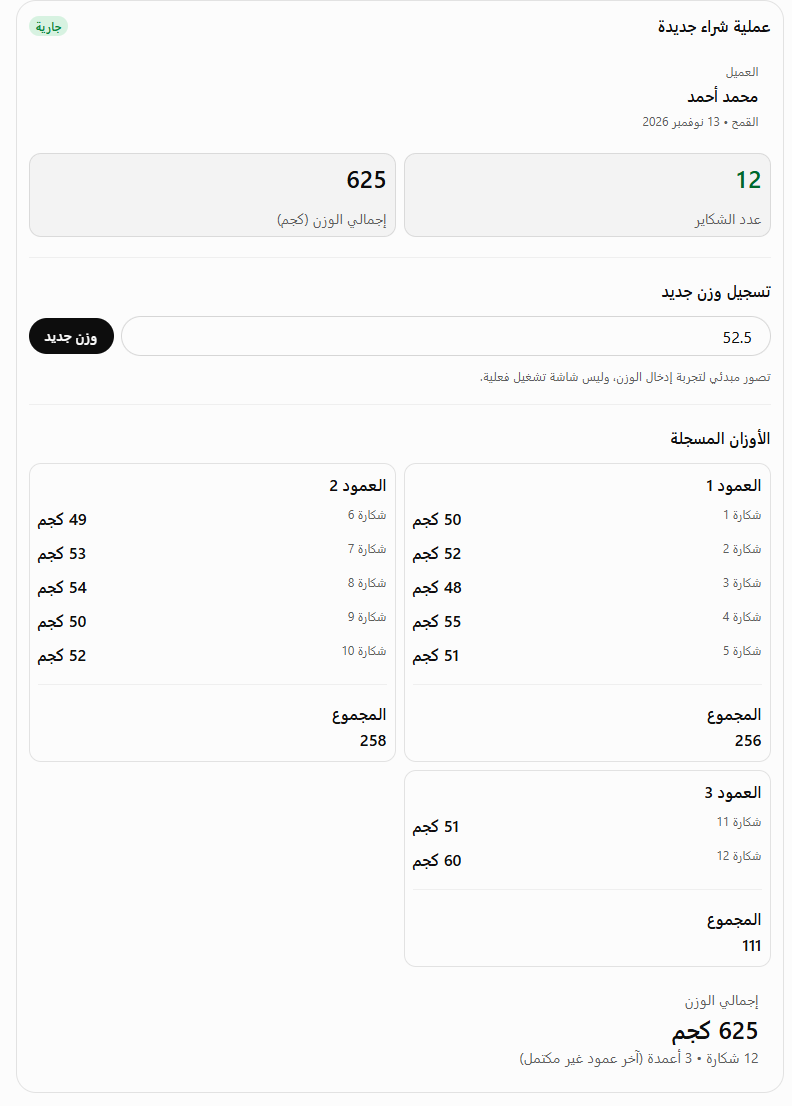 عملية شراء جديدة
جارية
العميل
محمد أحمد
القمح • 13 نوفمبر 2026
12
عدد الشكاير
625
إجمالي الوزن (كجم)
تسجيل وزن جديد
52.5
وزن جديد
تصور مبدئي لتجربة إدخال الوزن، وليس شاشة تشغيل فعلية.
الأوزان المسجلة
العمود 1
شكارة 1 50 كجم
شكارة 2 52 كجم
شكارة 3 48 كجم
شكارة 4 55 كجم
شكارة 5 51 كجم
المجموع
256
العمود 2
شكارة 6 49 كجم
شكارة 7 53 كجم
شكارة 8 54 كجم
شكارة 9 50 كجم
شكارة 10 52 كجم
المجموع
258
العمود 3
شكارة 11 51 كجم
شكارة 12 60 كجم
المجموع
111
إجمالي الوزن
625 كجم
12 شكارة • 3 أعمدة (آخر عمود غير مكتمل)